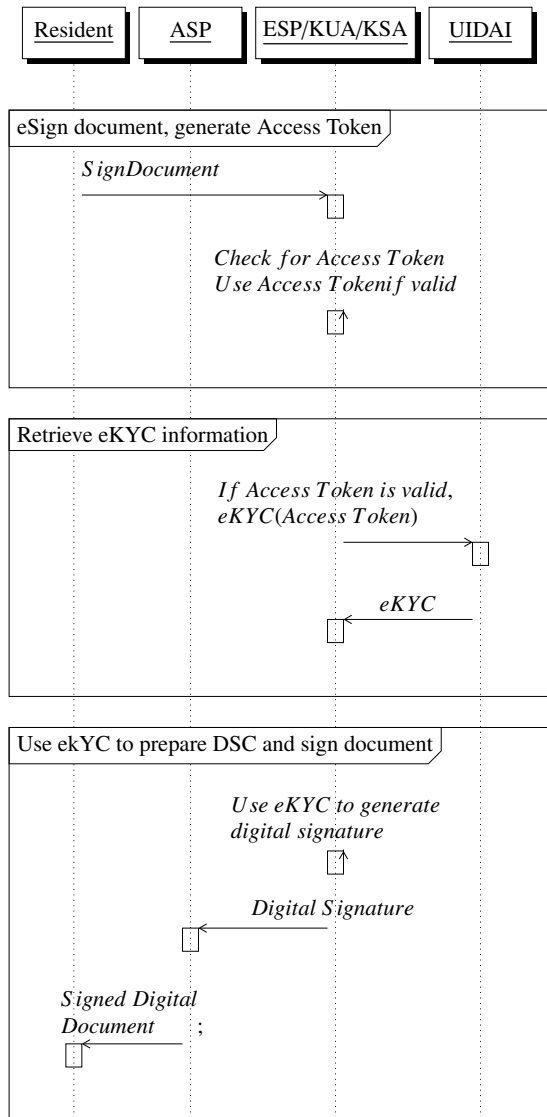 Resident ASP ESP/KUA/KSA UIDAI
eSign document, generate Access Token
SignDocument
Check for Access Token
Use Access Tokenif valid
Retrieve eKYC information
If Access Token is valid,
eKYC(Access Token)
eKYC
Use ekYC to prepare DSC and sign document
Use eKYC to generate
digital signature
Digital Signature
Signed Digital
Document ;